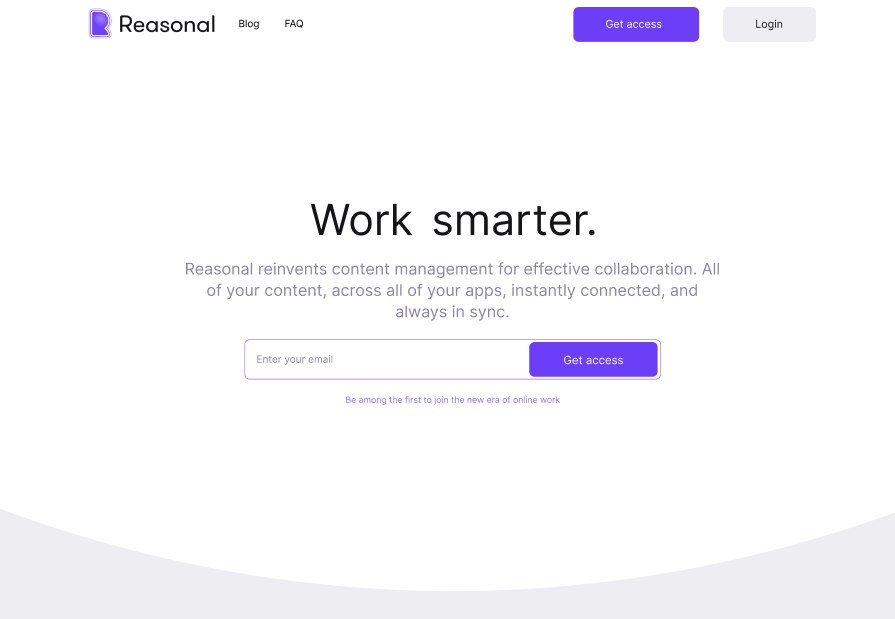 Reasonal
Blog
FAQ
Get access
Login
Work smarter.
Reasonal reinvents content management for effective collaboration. All
of your content, across all of your apps, instantly connected, and
always in sync.
Enter your email
Get access
Be among the first to join the new era of online work